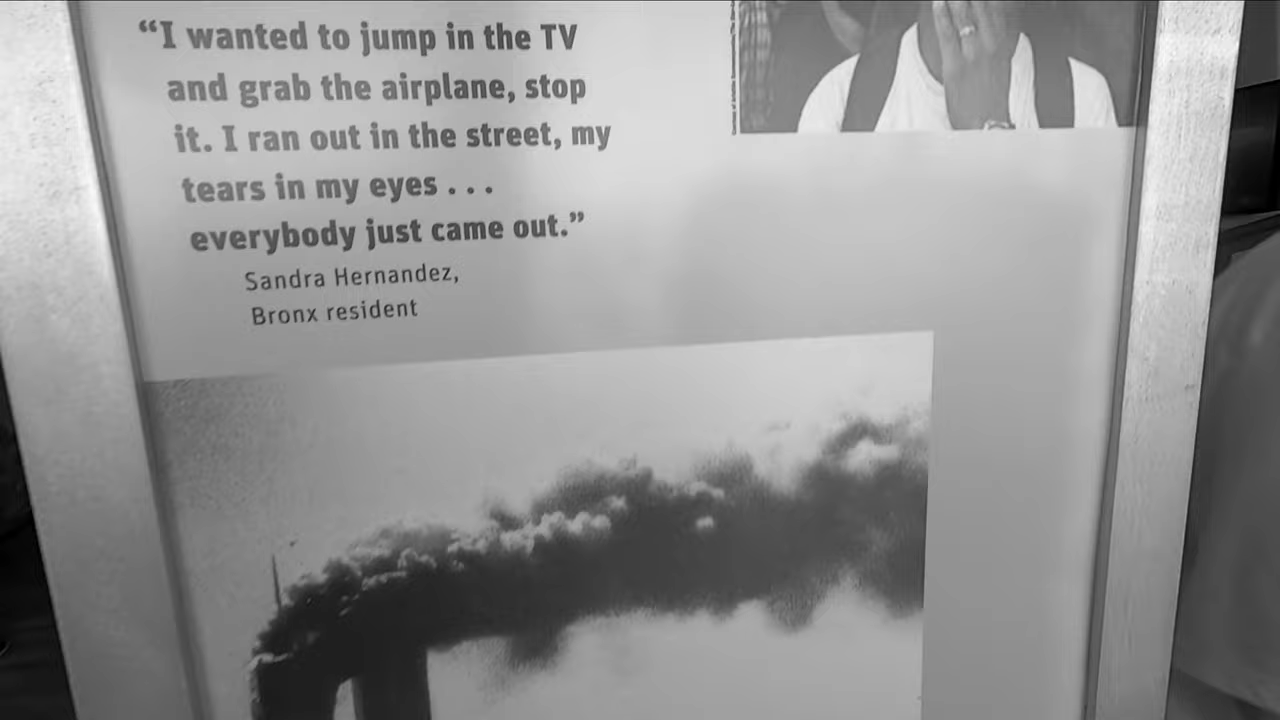 “I wanted to jump in the TV
and grab the airplane, stop
it. I ran out in the street, my
tears in my eyes . . .
everybody just came out.”
Sandra Hernandez,
Bronx resident